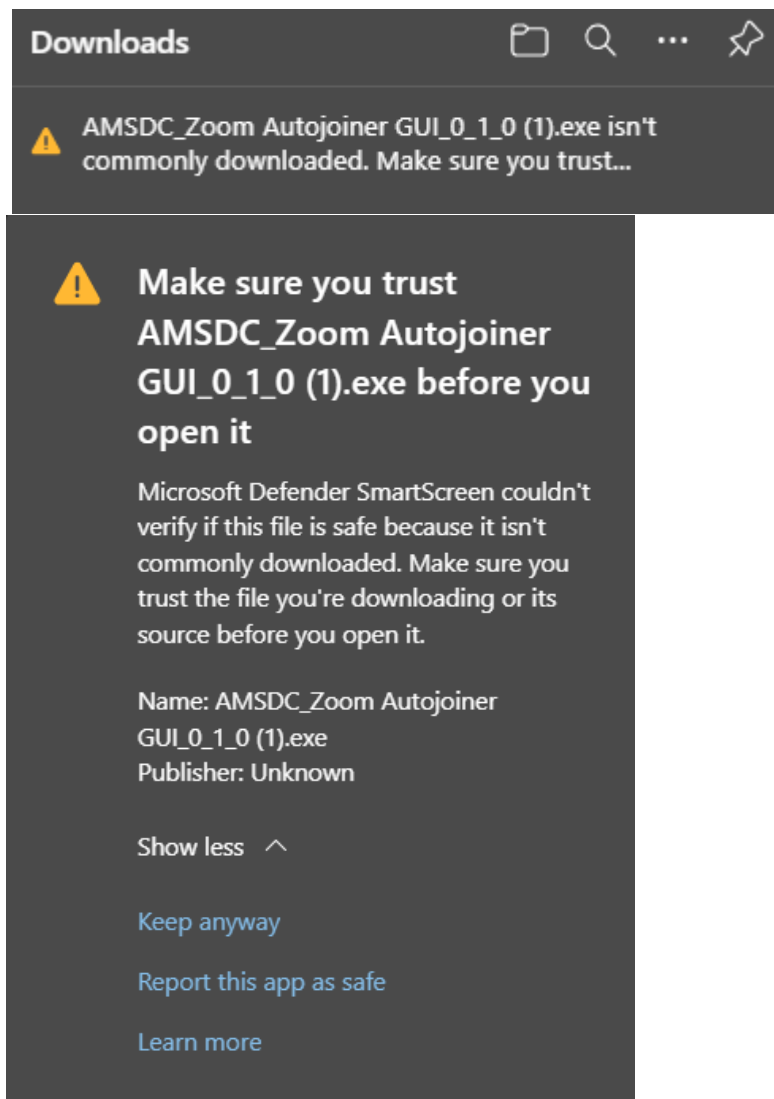 Downloads
AMSDC_Zoom Autojoiner GUI_0_1_0 (1).exe isn't
commonly downloaded. Make sure you trust...
Make sure you trust
AMSDC_Zoom Autojoiner
GUI_0_1_0 (1).exe before you
open it
Microsoft Defender SmartScreen couldn't
verify if this file is safe because it isn't
commonly downloaded. Make sure you
trust the file you're downloading or its
source before you open it.
Name: AMSDC_Zoom Autojoiner
GUI_0_1_0 (1).exe
Publisher: Unknown
Show less
Keep anyway
Report this app as safe
Learn more